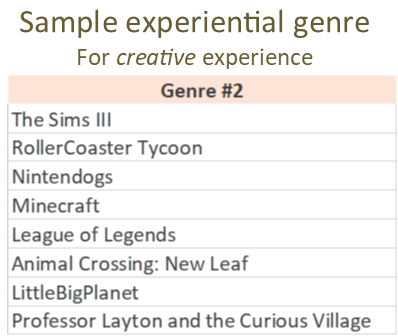 Sample experiential genre
For creative experience
Genre #2
The Sims III
RollerCoaster Tycoon
Nintendogs
Minecraft
League of Legends
Animal Crossing: New Leaf
LittleBigPlanet
Professor Layton and the Curious Village